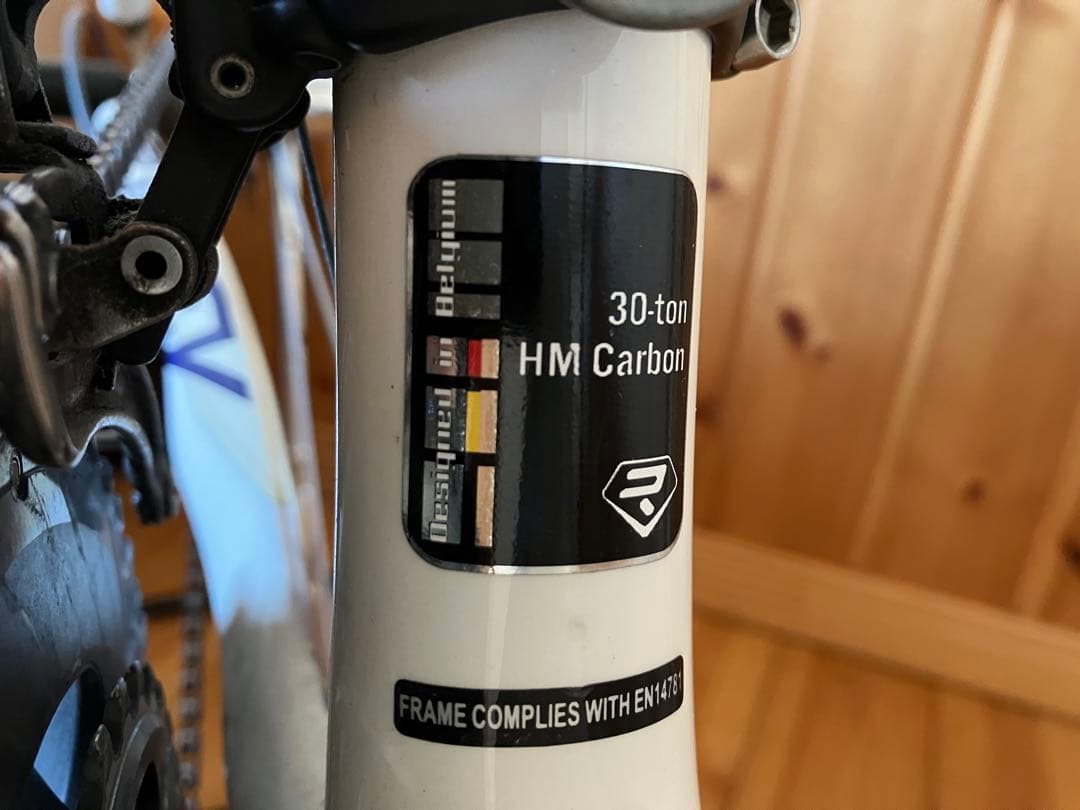 Designed in Belgium
30-ton
HM Carbon
FRAME COMPLIES WITH EN14781